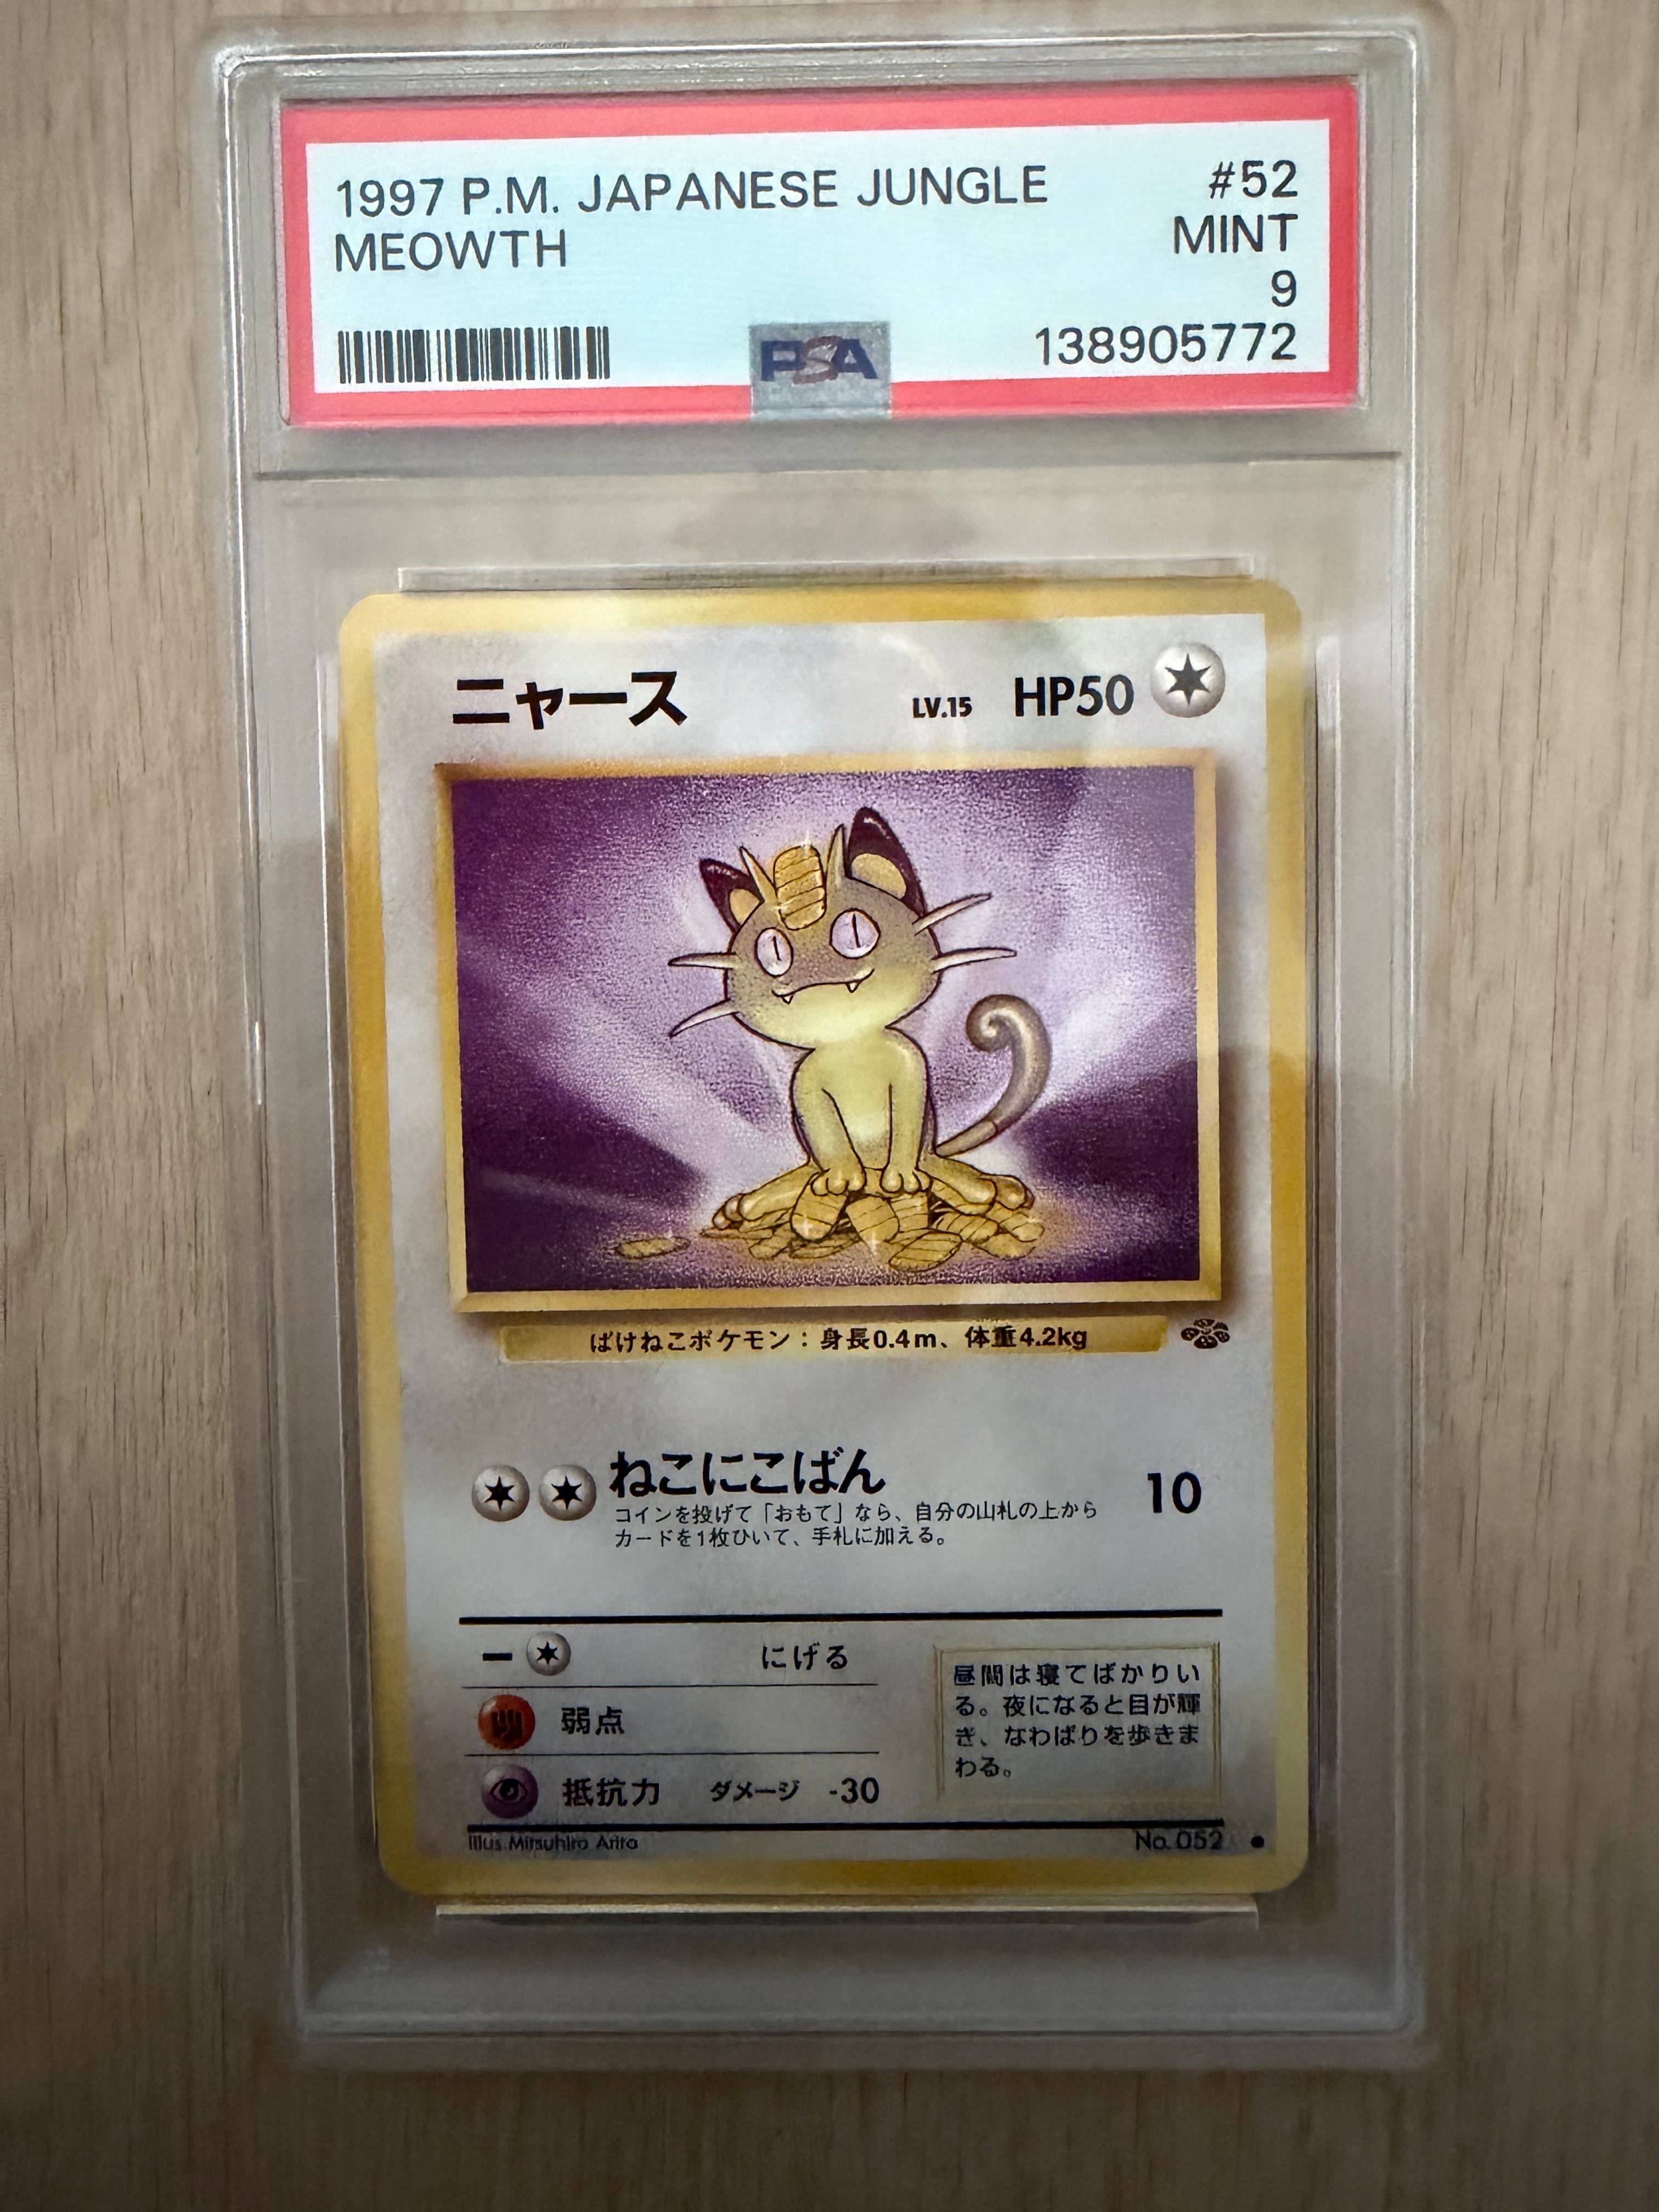 1997 P.M. JAPANESE JUNGLE #52
MEOWTH MINT
9
PSA 138905772
ニャース LV.15 HP50
ばけねこポケモン：身長0.4m、体重4.2kg
ねこにこばん 10
コインを投げて「おもて」なら、自分の山札の上から
カードを1枚ひいて、手札に加える。
にげる
弱点
抵抗力 ダメージ -30
昼間は寝てばかりい
る。夜になると目が輝
き、なわばりを歩きま
わる。
Illus. Mitsuhiro Arita No. 052